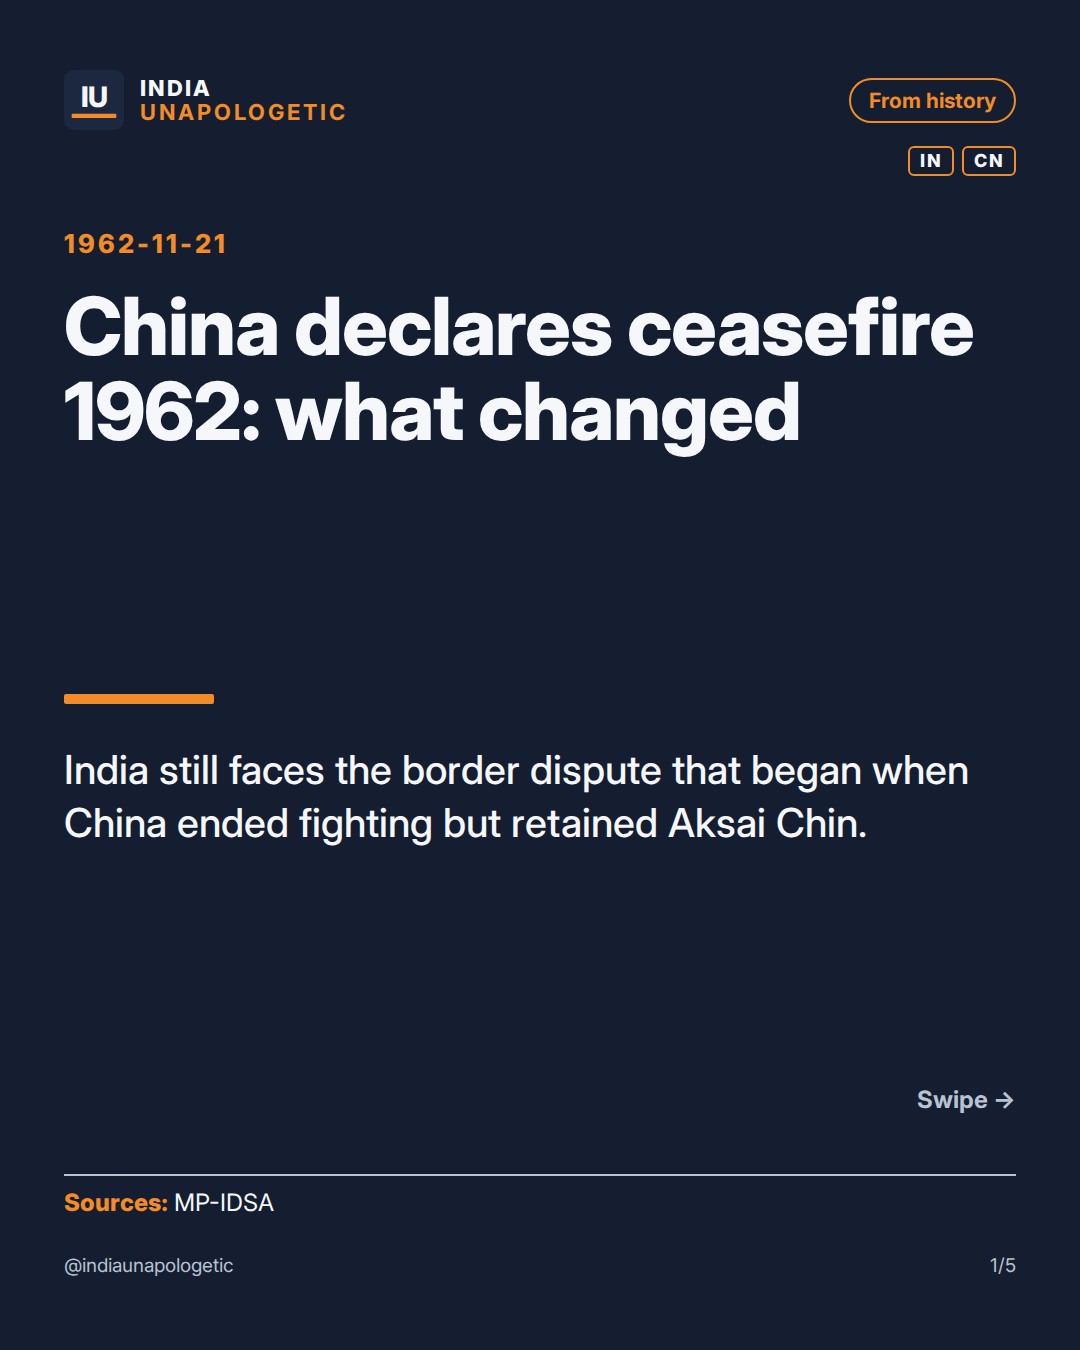 IU
INDIA
UNAPOLOGETIC
From history
IN CN
1962-11-21
China declares ceasefire
1962: what changed
India still faces the border dispute that began when
China ended fighting but retained Aksai Chin.
Swipe →
Sources: MP-IDSA
@indiaunapologetic
1/5